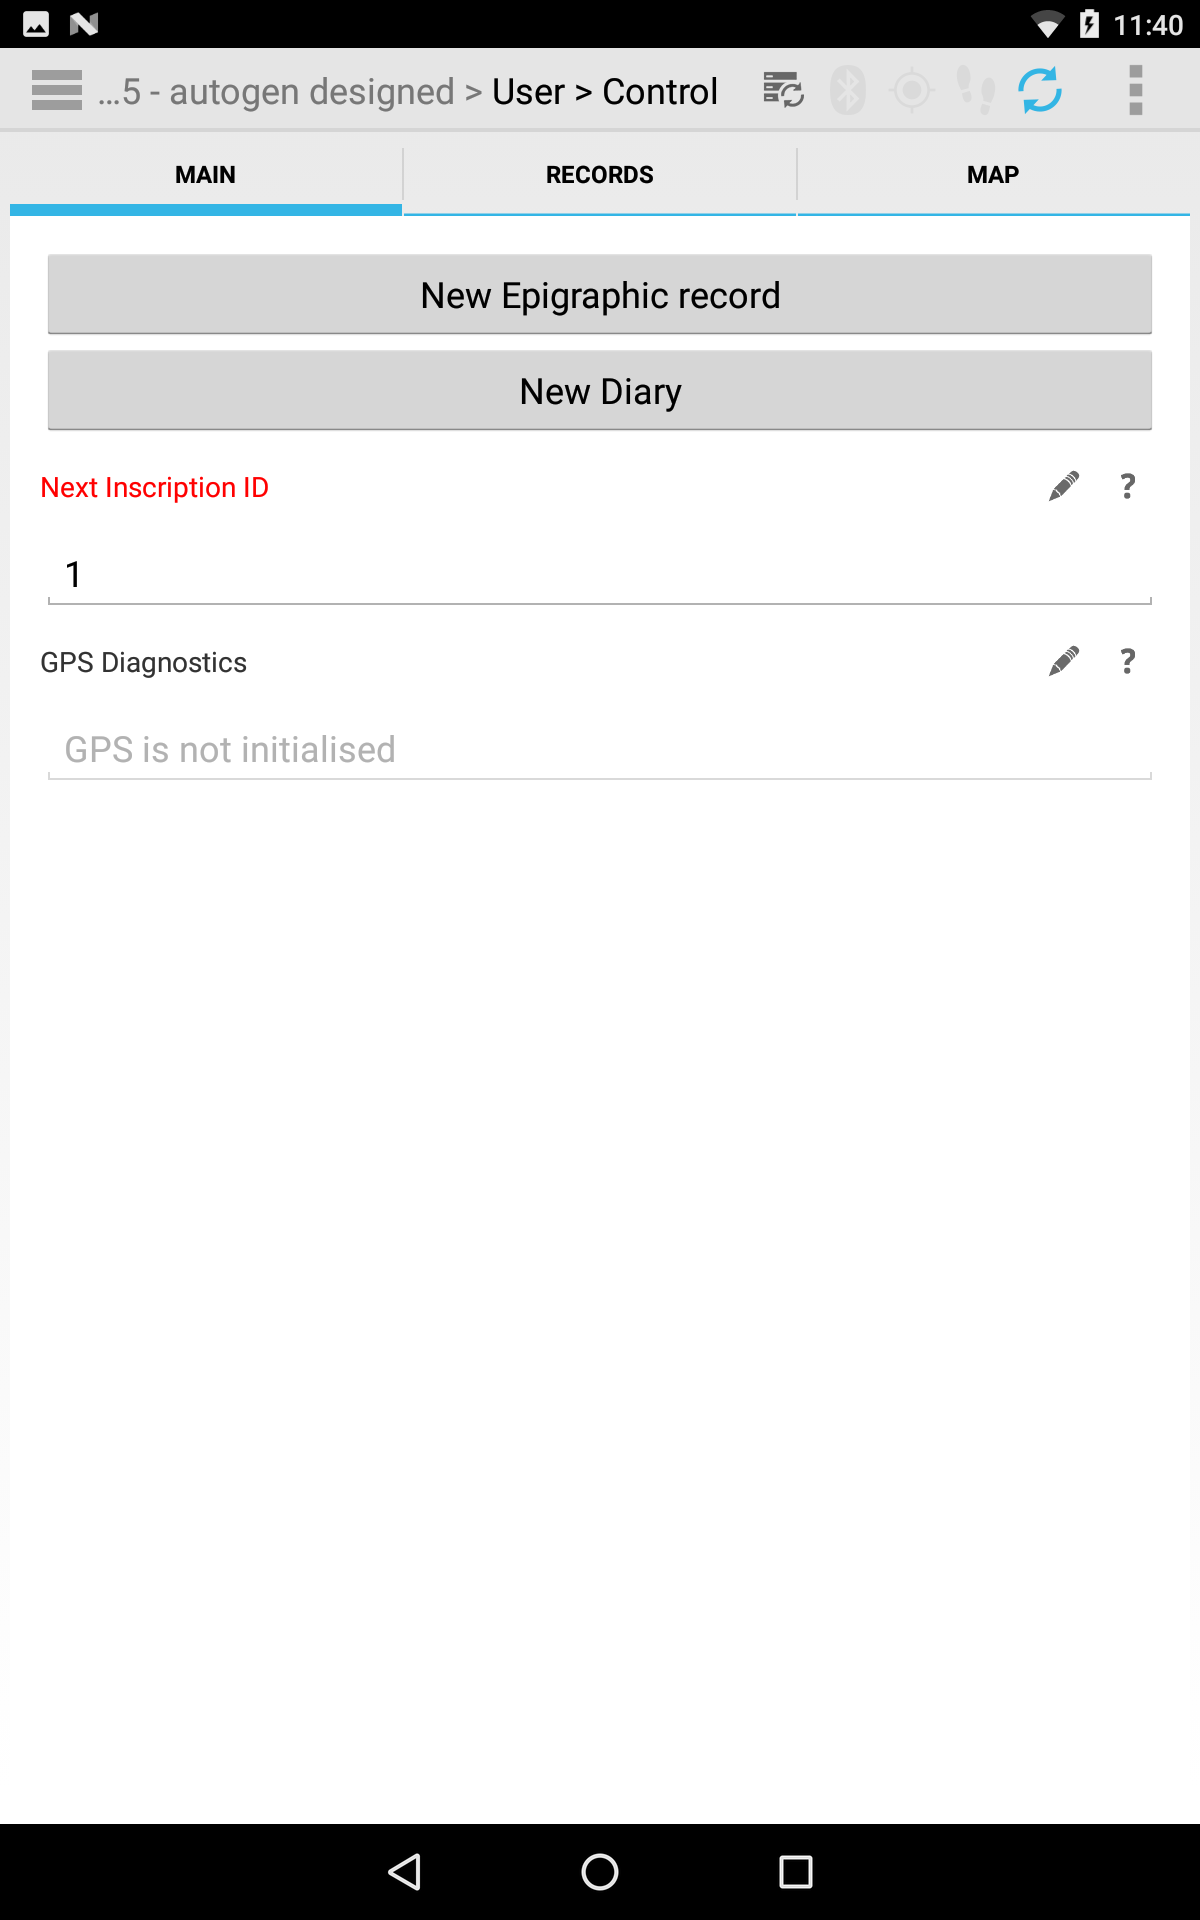 11:40
...5 - autogen designed > User > Control
MAIN
RECORDS
MAP
New Epigraphic record
New Diary
Next Inscription ID
?
1
GPS Diagnostics
?
GPS is not initialised